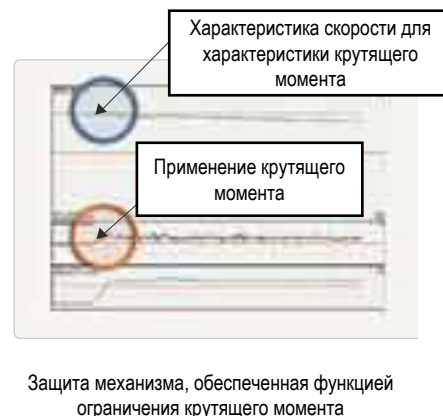 Характеристика скорости для
характеристики крутящего
момента
Применение крутящего
момента
Защита механизма, обеспеченная функцией
ограничения крутящего момента